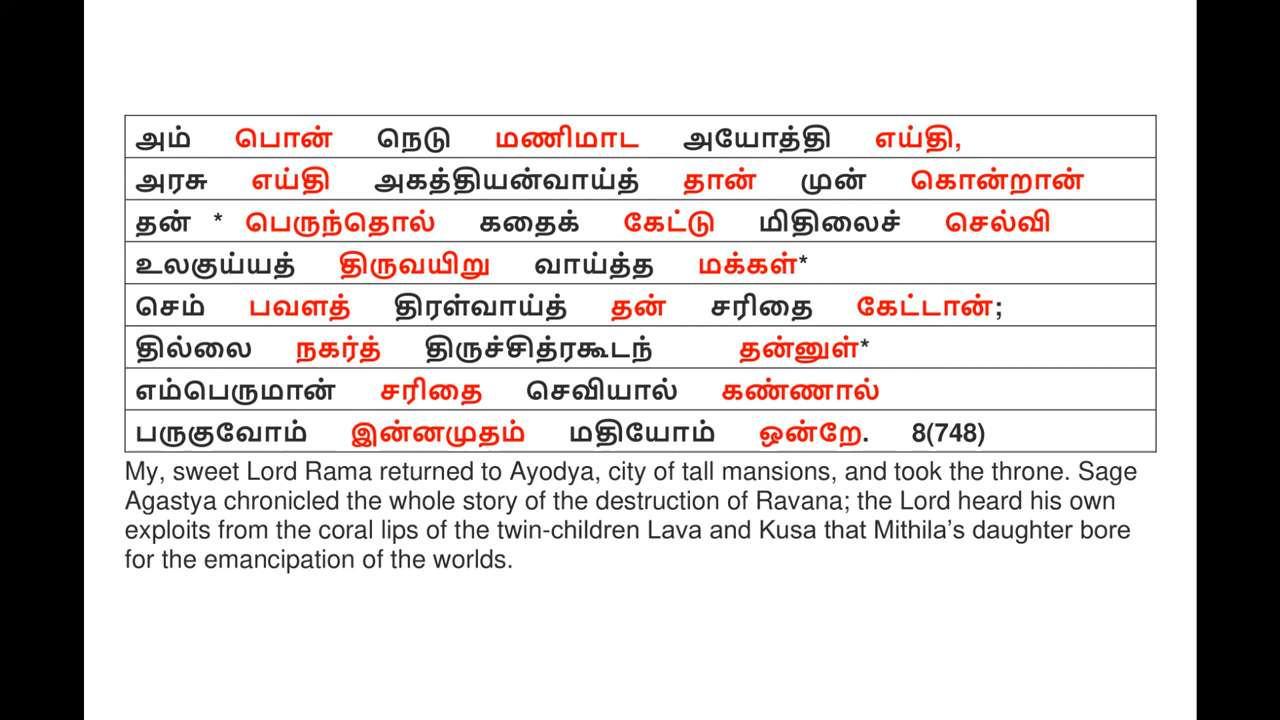 அம் பொன் நெடு மணிமாட அயோத்தி எய்தி,
அரசு எய்தி அகத்தியன்வாய்த் தான் முன் கொன்றான்
தன் * பெருந்தொல் கதைக் கேட்டு மிதிலைச் செல்வி
உலகுய்யத் திருவயிறு வாய்த்த மக்கள்*
செம் பவளத் திரள்வாய்த் தன் சரிதை கேட்டான்;
தில்லை நகர்த் திருச்சித்ரகூடந் தன்னுள்*
எம்பெருமான் சரிதை செவியால் கண்ணால்
பருகுவோம் இன்னமுதம் மதியோம் ஒன்றே. 8(748)
My, sweet Lord Rama returned to Ayodya, city of tall mansions, and took the throne. Sage
Agastya chronicled the whole story of the destruction of Ravana; the Lord heard his own
exploits from the coral lips of the twin-children Lava and Kusa that Mithila’s daughter bore
for the emancipation of the worlds.